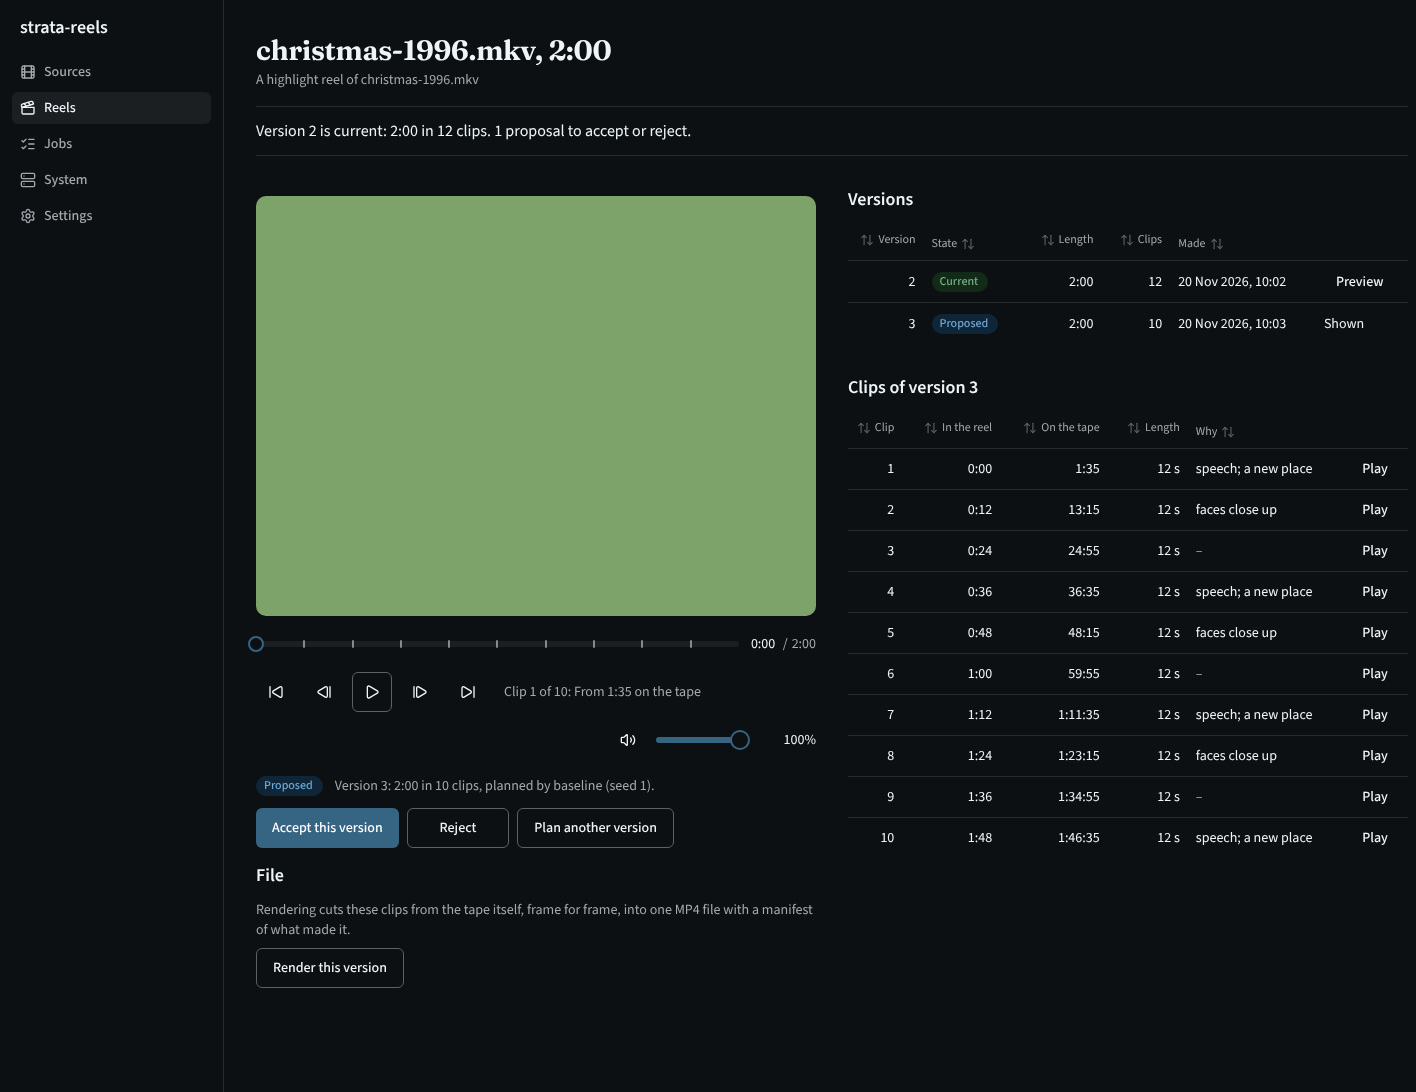 strata-reels
Sources
Reels
Jobs
System
Settings
christmas-1996.mkv, 2:00
A highlight reel of christmas-1996.mkv
Version 2 is current: 2:00 in 12 clips. 1 proposal to accept or reject.
0:00 / 2:00
Clip 1 of 10: From 1:35 on the tape
100%
Proposed Version 3: 2:00 in 10 clips, planned by baseline (seed 1).
Accept this version Reject Plan another version
File
Rendering cuts these clips from the tape itself, frame for frame, into one MP4 file with a manifest
of what made it.
Render this version
Versions
Version State Length Clips Made
2 Current 2:00 12 20 Nov 2026, 10:02 Preview
3 Proposed 2:00 10 20 Nov 2026, 10:03 Shown
Clips of version 3
Clip In the reel On the tape Length Why
1 0:00 1:35 12 s speech; a new place Play
2 0:12 13:15 12 s faces close up Play
3 0:24 24:55 12 s – Play
4 0:36 36:35 12 s speech; a new place Play
5 0:48 48:15 12 s faces close up Play
6 1:00 59:55 12 s – Play
7 1:12 1:11:35 12 s speech; a new place Play
8 1:24 1:23:15 12 s faces close up Play
9 1:36 1:34:55 12 s – Play
10 1:48 1:46:35 12 s speech; a new place Play